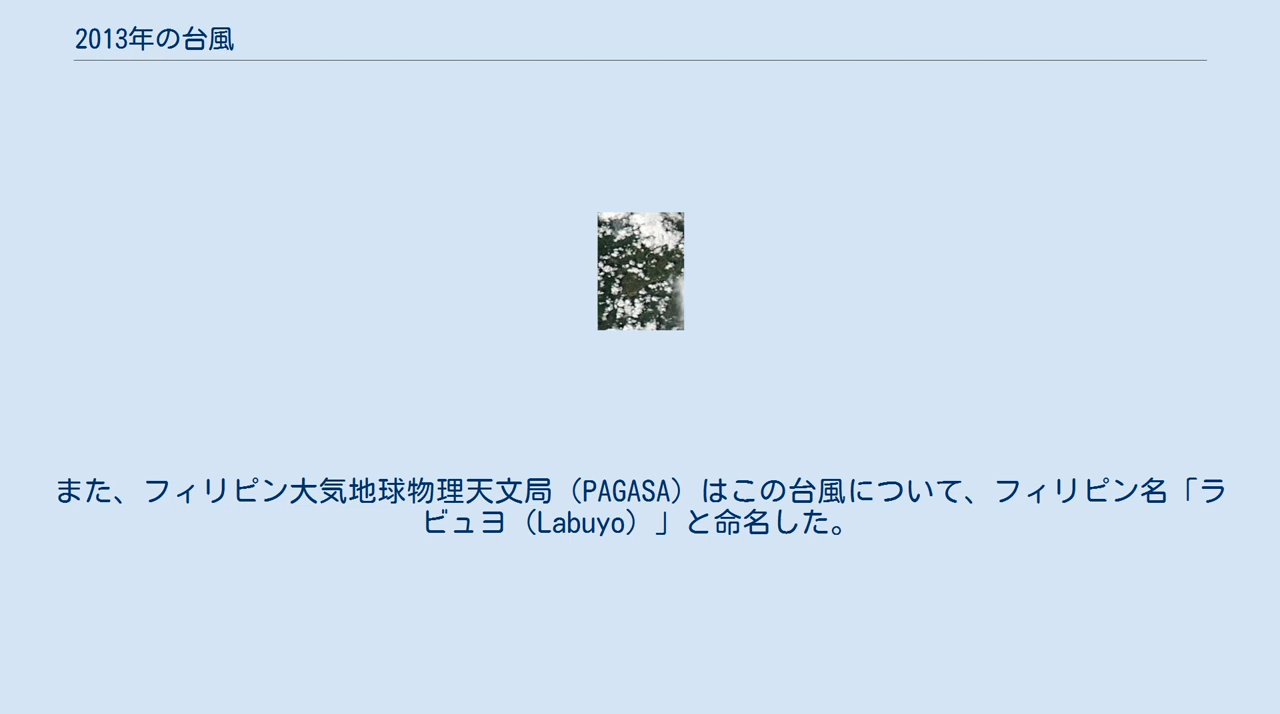 2013年の台風
また、フィリピン大気地球物理天文局（PAGASA）はこの台風について、フィリピン名「ラ
ビュヨ（Labuyo）」と命名した。